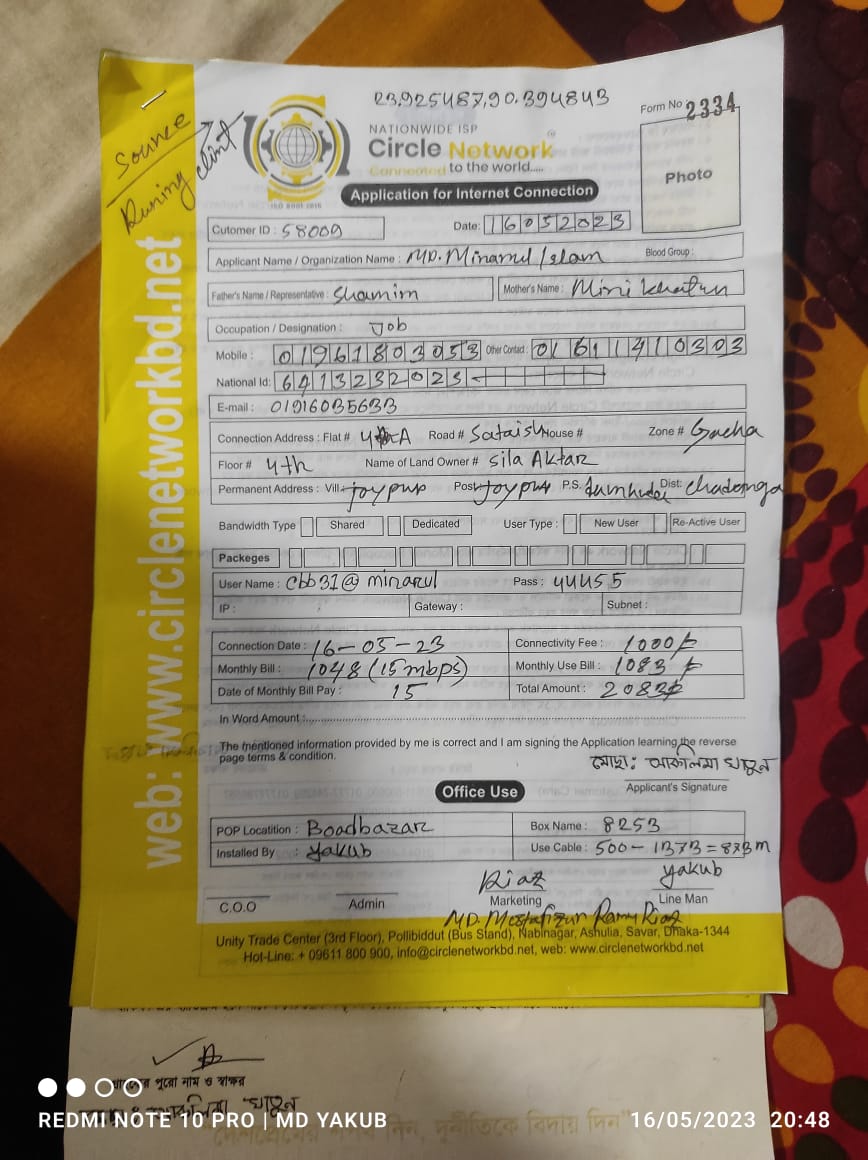 23.925487,90.394843
Form No 2334
Source
Runing clint
NATIONWIDE ISP
Circle Network
Connected to the world.....
ISO 9001:2015
Photo
Application for Internet Connection
Cutomer ID : 58009
Date: 16052023
Applicant Name / Organization Name : MD. Minarul Islam Blood Group :
Father's Name / Representative : Shamim Mother's Name : Mini Khatun
Occupation / Designation : Job
Mobile : 01961803053 Other Contact : 01611410303
National Id: 6413232023
E-mail : 01916035633
Connection Address : Flat # 4 A Road # Sataish House # Zone # Gacha
Floor # 4th Name of Land Owner # Sila Aktar
Permanent Address : Vill: joypur Post: joypur P.S. Dist: Chadanga
Bandwidth Type Shared Dedicated User Type : New User Re-Active User
Packeges
User Name : cbb31@minarul Pass : 44455
IP : Gateway : Subnet :
Connection Date : 16-05-23 Connectivity Fee : 1000/-
Monthly Bill : 1048 (15 mbps) Monthly Use Bill : 1083/-
Date of Monthly Bill Pay : 15 Total Amount : 2083/-
In Word Amount :
The mentioned information provided by me is correct and I am signing the Application learning the reverse
page terms & condition.
মোছা: আকলিমা খাতুন
Applicant's Signature
Office Use
POP Locatition : Boadbazar Box Name : 8253
Installed By : Yakub Use Cable : 500 - 1373 = 873m
Riaz yakub
C.O.O Admin Marketing Line Man
MD. Mostafizur Riaz
Unity Trade Center (3rd Floor), Pollibiddut (Bus Stand), Nabinagar, Ashulia, Savar, Dhaka-1344
Hot-Line: + 09611 800 900, info@circlenetworkbd.net, web: www.circlenetworkbd.net
web: www.circlenetworkbd.net
পুরো নাম ও স্বাক্ষর
খাতুন
REDMI NOTE 10 PRO | MD YAKUB
16/05/2023 20:48